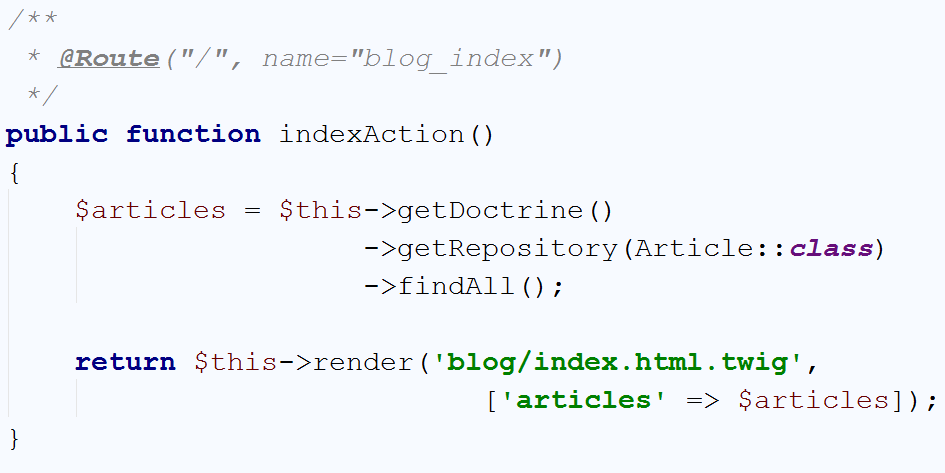 /**
 * @Route("/", name="blog_index")
 */
public function indexAction()
{
    $articles = $this->getDoctrine()
                     ->getRepository(Article::class)
                     ->findAll();
    return $this->render('blog/index.html.twig',
                            ['articles' => $articles]);
}